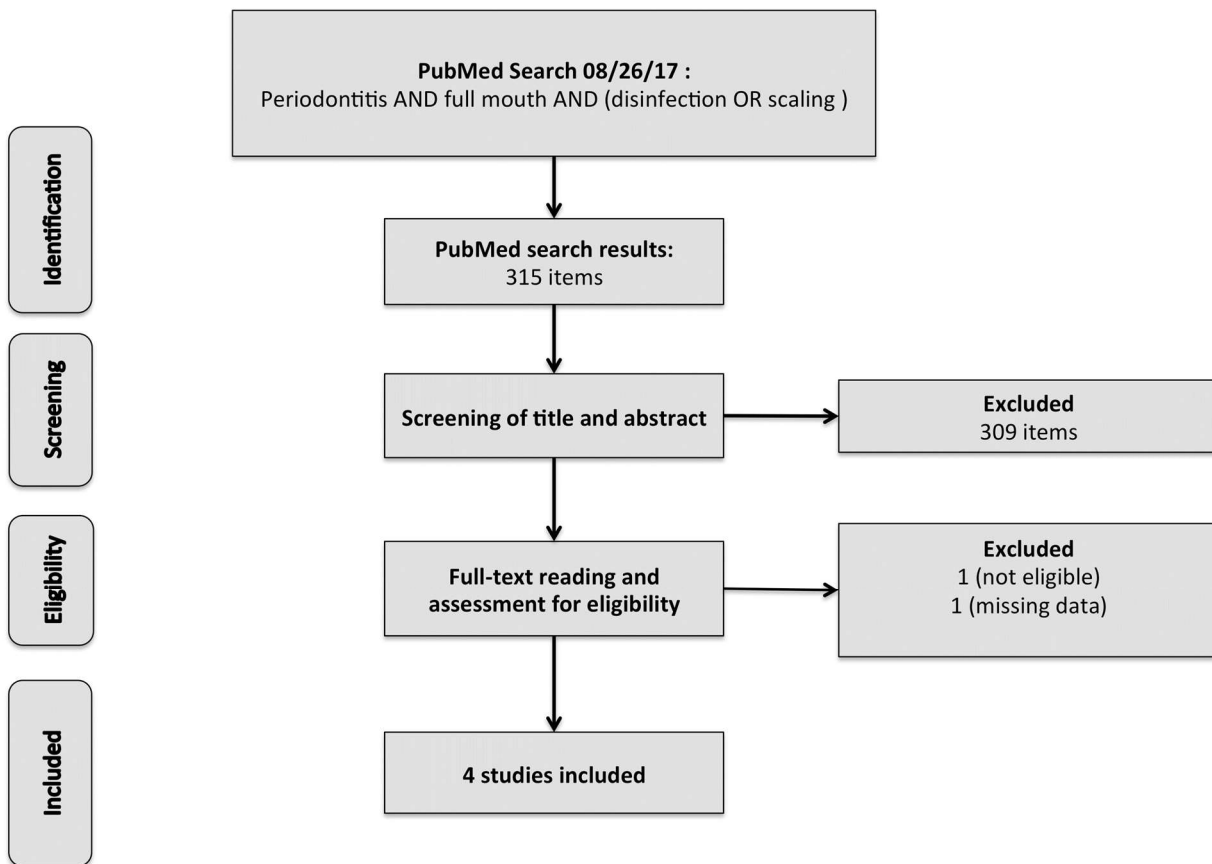 PubMed Search 08/26/17 :
Periodontitis AND full mouth AND (disinfection OR scaling )
Identification
PubMed search results:
315 items
Screening
Screening of title and abstract
Excluded
309 items
Eligibility
Full-text reading and
assessment for eligibility
Excluded
1 (not eligible)
1 (missing data)
Included
4 studies included